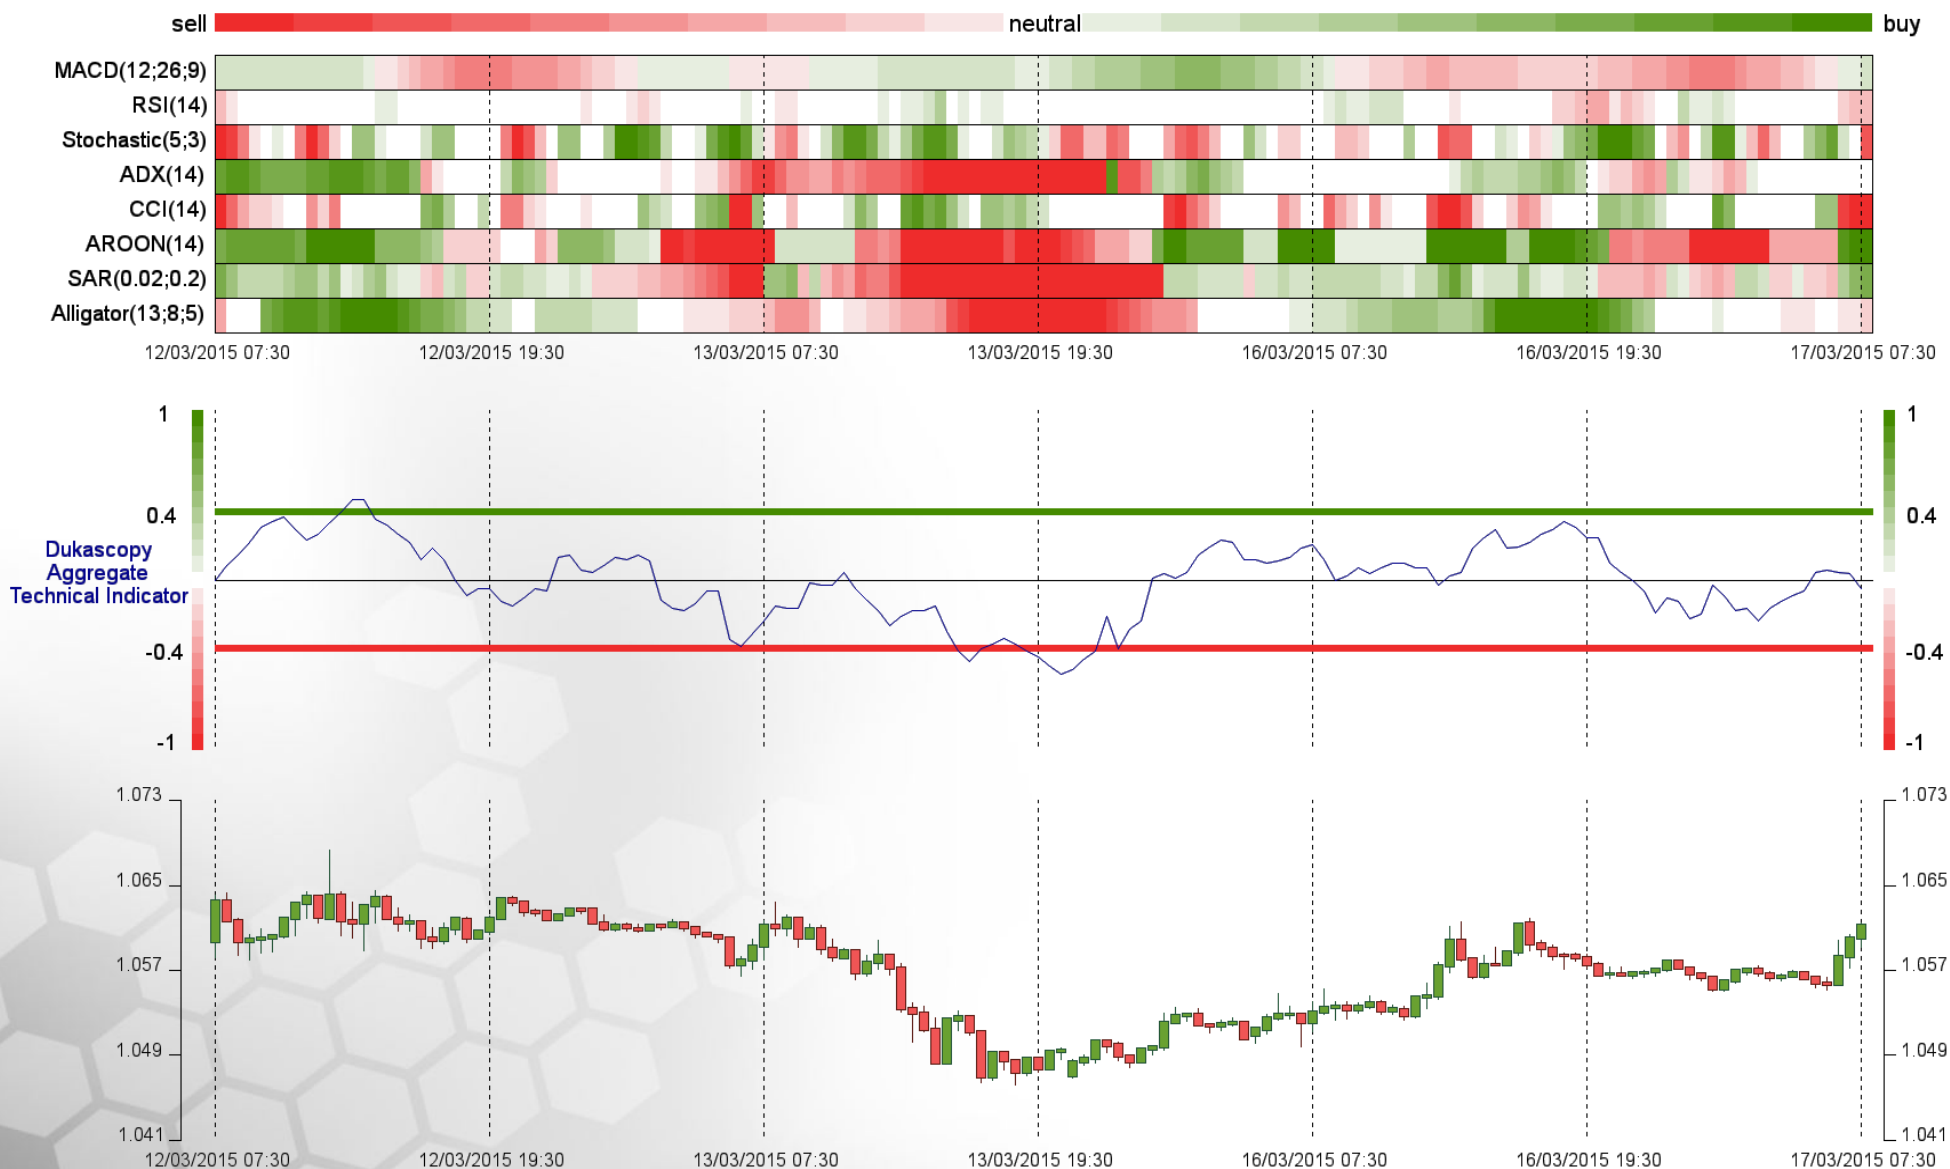 sell neutral buy
MACD(12;26;9)
RSI(14)
Stochastic(5;3)
ADX(14)
CCI(14)
AROON(14)
SAR(0.02;0.2)
Alligator(13;8;5)
12/03/2015 07:30 12/03/2015 19:30 13/03/2015 07:30 13/03/2015 19:30 16/03/2015 07:30 16/03/2015 19:30 17/03/2015 07:30
1 1
0.4 0.4
Dukascopy
Aggregate
Technical Indicator
-0.4 -0.4
-1 -1
1.073 1.073
1.065 1.065
1.057 1.057
1.049 1.049
1.041 1.041
12/03/2015 07:30 12/03/2015 19:30 13/03/2015 07:30 13/03/2015 19:30 16/03/2015 07:30 16/03/2015 19:30 17/03/2015 07:30